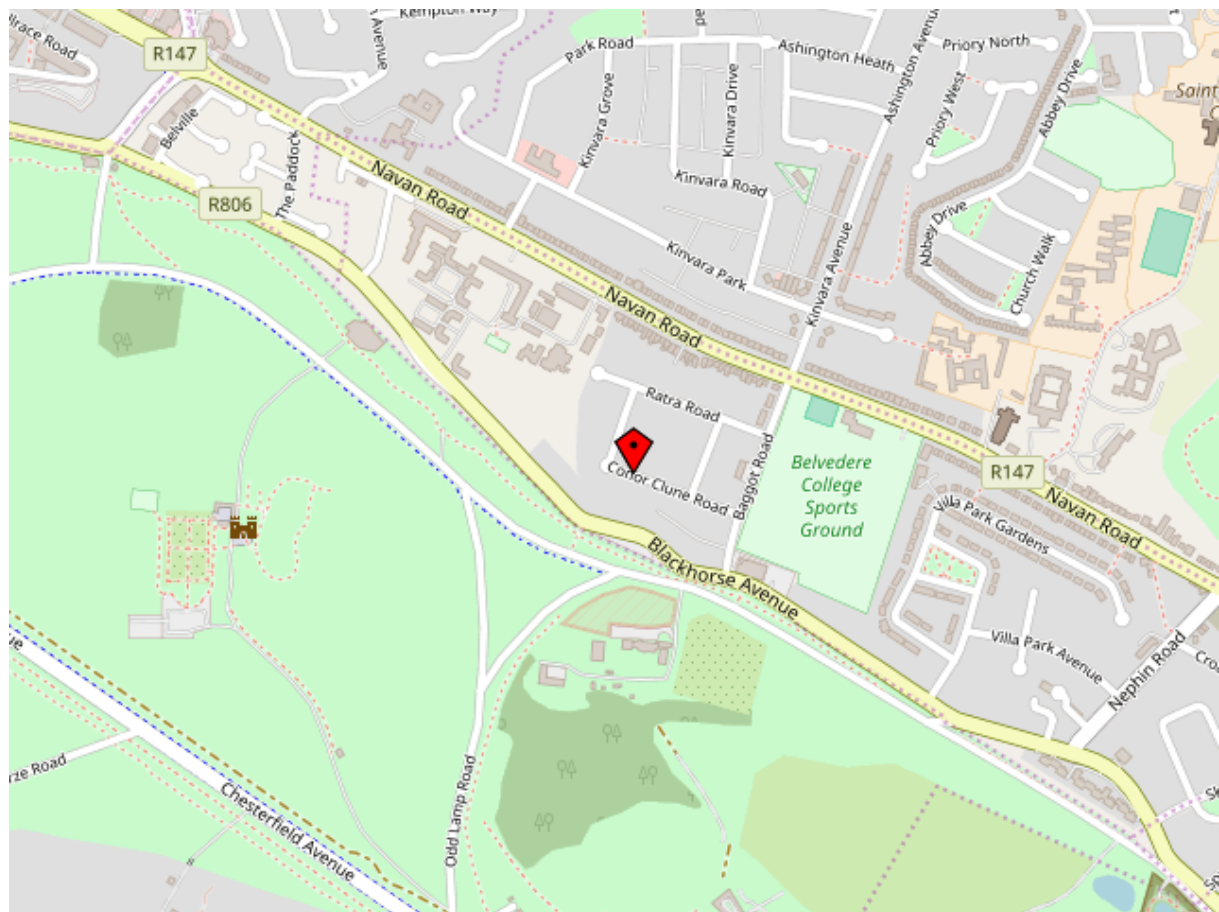 Kempton Way
R147
Park Road
Ashington Heath
Priory North
Ashington Avenue
Avenue
Kinvara Grove
Kinvara Drive
Priory West
Abbey Drive
Saint
Belville
The Paddock
Navan Road
Kinvara Road
R806
Kinvara Park
Kinvara Avenue
Abbey Drive
Church Walk
Navan Road
Ratra Road
Conor Clune Road
Baggot Road
Belvedere
College
Sports
Ground
R147
Navan Road
Villa Park Gardens
Blackhorse Avenue
Villa Park Avenue
Nephin Road
Odd Lamp Road
Chesterfield Avenue